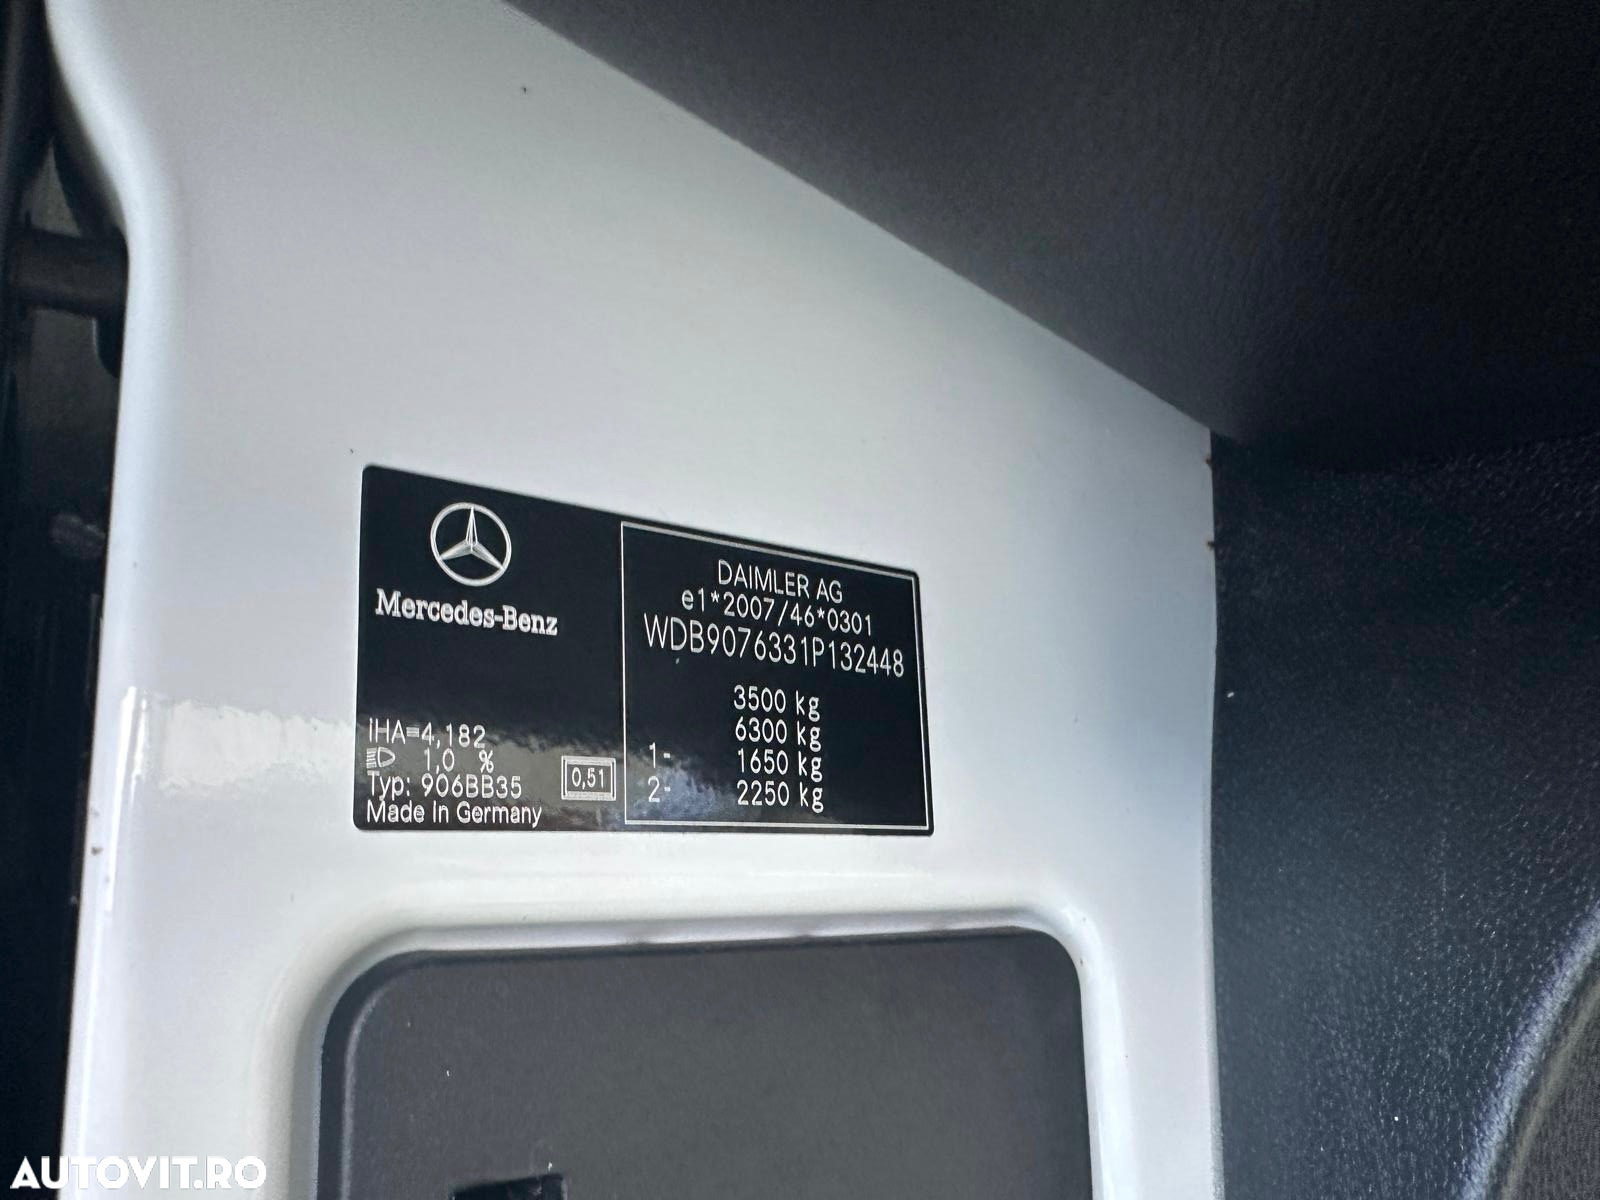 Mercedes-Benz
IHA=4,182
1,0 %
Typ: 906BB35
Made In Germany
0,51
DAIMLER AG
e1*2007/46*0301
WDB9076331P132448
3500 kg
6300 kg
1- 1650 kg
2- 2250 kg
AUTOVIT.RO